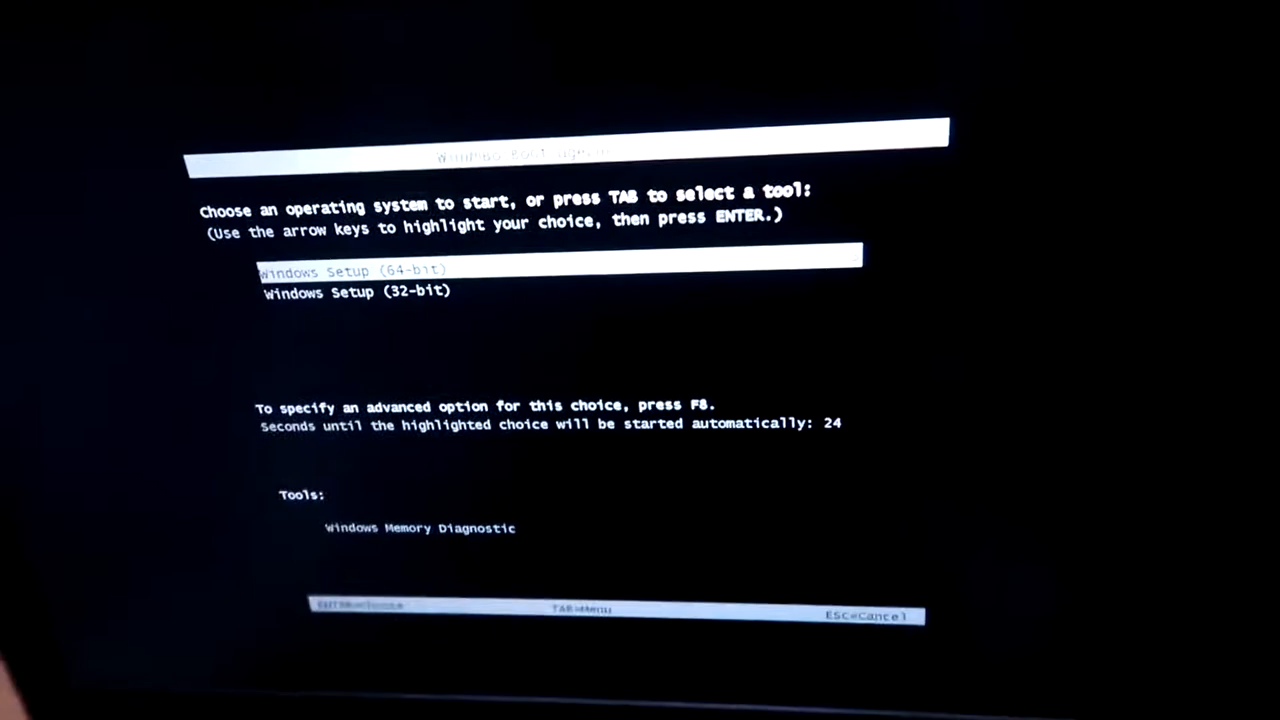 Choose an operating system to start, or press TAB to select a tool:
(Use the arrow keys to highlight your choice, then press ENTER.)
Windows Setup (64-bit)
Windows Setup (32-bit)
To specify an advanced option for this choice, press F8.
Seconds until the highlighted choice will be started automatically: 24
Tools:
Windows Memory Diagnostic
TAB=Menu ESC=Cancel